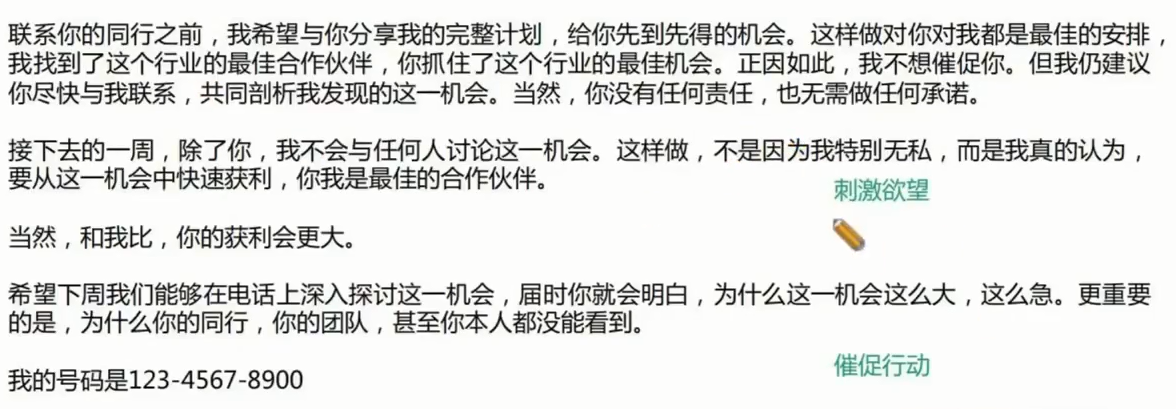 联系你的同行之前，我希望与你分享我的完整计划，给你先到先得的机会。这样做对你对我都是最佳的安排，
我找到了这个行业的最佳合作伙伴，你抓住了这个行业的最佳机会。正因如此，我不想催促你。但我仍建议
你尽快与我联系，共同剖析我发现的这一机会。当然，你没有任何责任，也无需做任何承诺。
接下去的一周，除了你，我不会与任何人讨论这一机会。这样做，不是因为我特别无私，而是我真的认为，
要从这一机会中快速获利，你我是最佳的合作伙伴。
刺激欲望
当然，和我比，你的获利会更大。
希望下周我们能够在电话上深入探讨这一机会，届时你就会明白，为什么这一机会这么大，这么急。更重要
的是，为什么你的同行，你的团队，甚至你本人都没能看到。
催促行动
我的号码是123-4567-8900